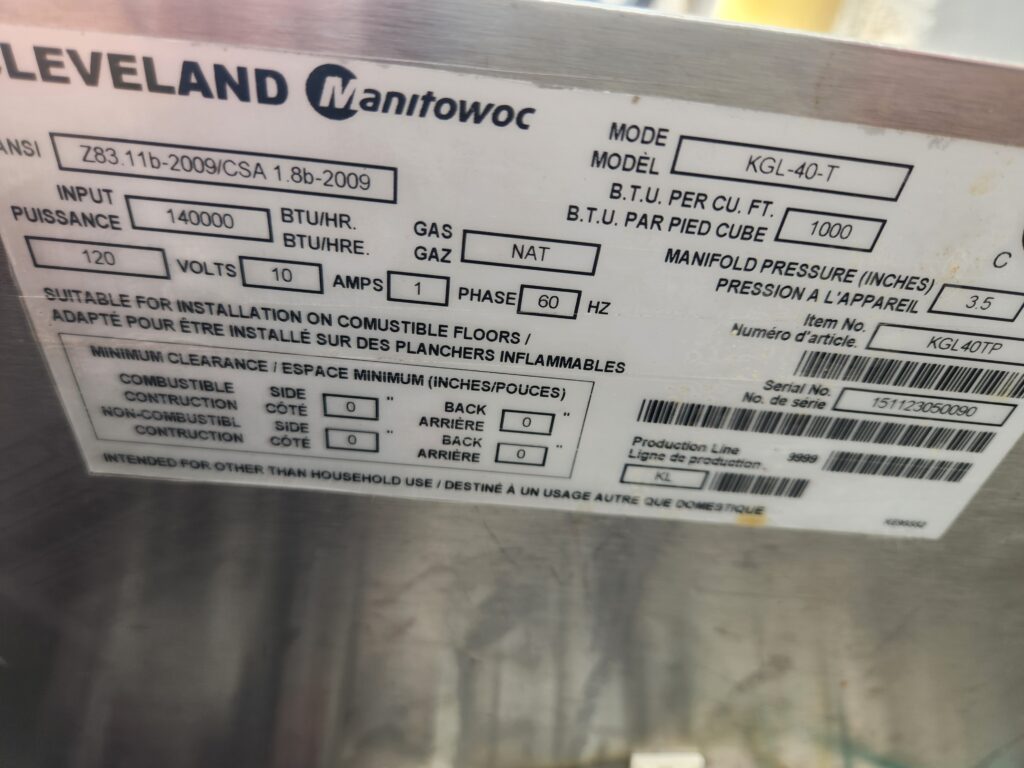 CLEVELAND Manitowoc
ANSI Z83.11b-2009/CSA 1.8b-2009
INPUT
PUISSANCE 140000 BTU/HR.
BTU/HRE.
GAS
GAZ NAT
120 VOLTS 10 AMPS 1 PHASE 60 HZ
SUITABLE FOR INSTALLATION ON COMUSTIBLE FLOORS /
ADAPTÉ POUR ÊTRE INSTALLÉ SUR DES PLANCHERS INFLAMMABLES
MINIMUM CLEARANCE / ESPACE MINIMUM (INCHES/POUCES)
COMBUSTIBLE
CONTRUCTION
SIDE
CÔTÉ 0 "
BACK
ARRIÈRE 0 "
NON-COMBUSTIBL
CONTRUCTION
SIDE
CÔTÉ 0 "
BACK
ARRIÈRE 0 "
INTENDED FOR OTHER THAN HOUSEHOLD USE / DESTINÉ À UN USAGE AUTRE QUE DOMESTIQUE
MODE
MODÈL KGL-40-T
B.T.U. PER CU. FT.
B.T.U. PAR PIED CUBE 1000
C
MANIFOLD PRESSURE (INCHES)
PRESSION A L'APPAREIL 3.5
Item No.
Numéro d'article. KGL40TP
Serial No.
No. de série 151123050090
Production Line
Ligne de production. 9999
KL